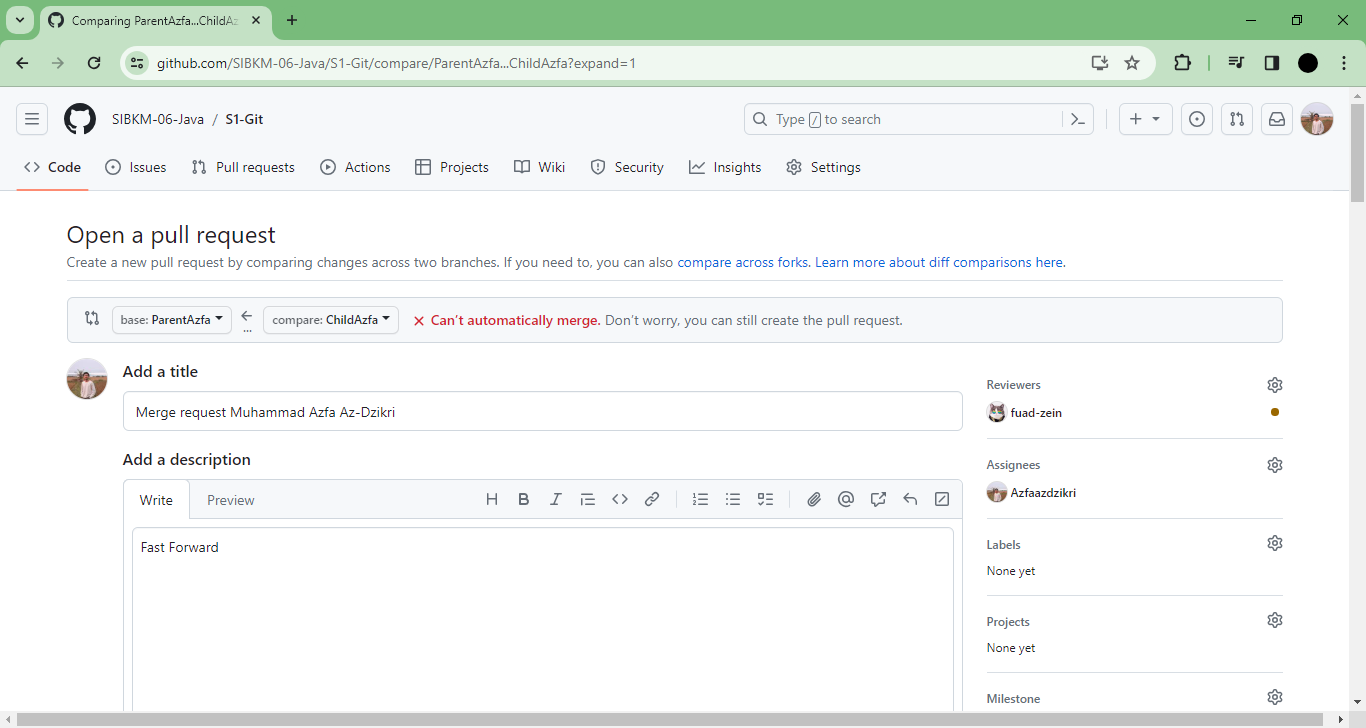 Comparing ParentAzfa...ChildAz
github.com/SIBKM-06-Java/S1-Git/compare/ParentAzfa...ChildAzfa?expand=1
SIBKM-06-Java / S1-Git
Type / to search
Code Issues Pull requests Actions Projects Wiki Security Insights Settings
Open a pull request
Create a new pull request by comparing changes across two branches. If you need to, you can also compare across forks. Learn more about diff comparisons here.
base: ParentAzfa compare: ChildAzfa Can't automatically merge. Don't worry, you can still create the pull request.
Add a title
Merge request Muhammad Azfa Az-Dzikri
Add a description
Write Preview
Fast Forward
Reviewers
fuad-zein
Assignees
Azfaazdzikri
Labels
None yet
Projects
None yet
Milestone